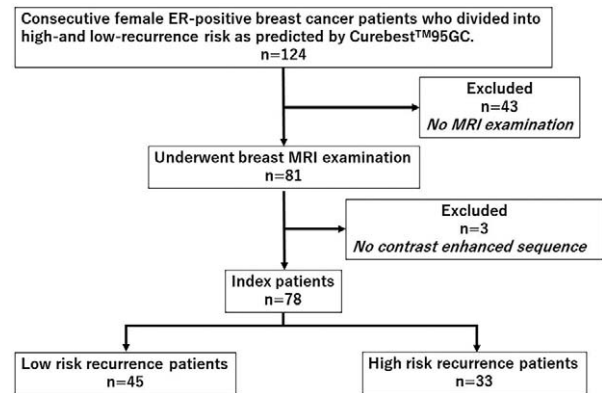 Consecutive female ER-positive breast cancer patients who divided into
high-and low-recurrence risk as predicted by Curebest™95GC.
n=124
Excluded
n=43
No MRI examination
Underwent breast MRI examination
n=81
Excluded
n=3
No contrast enhanced sequence
Index patients
n=78
Low risk recurrence patients
n=45
High risk recurrence patients
n=33